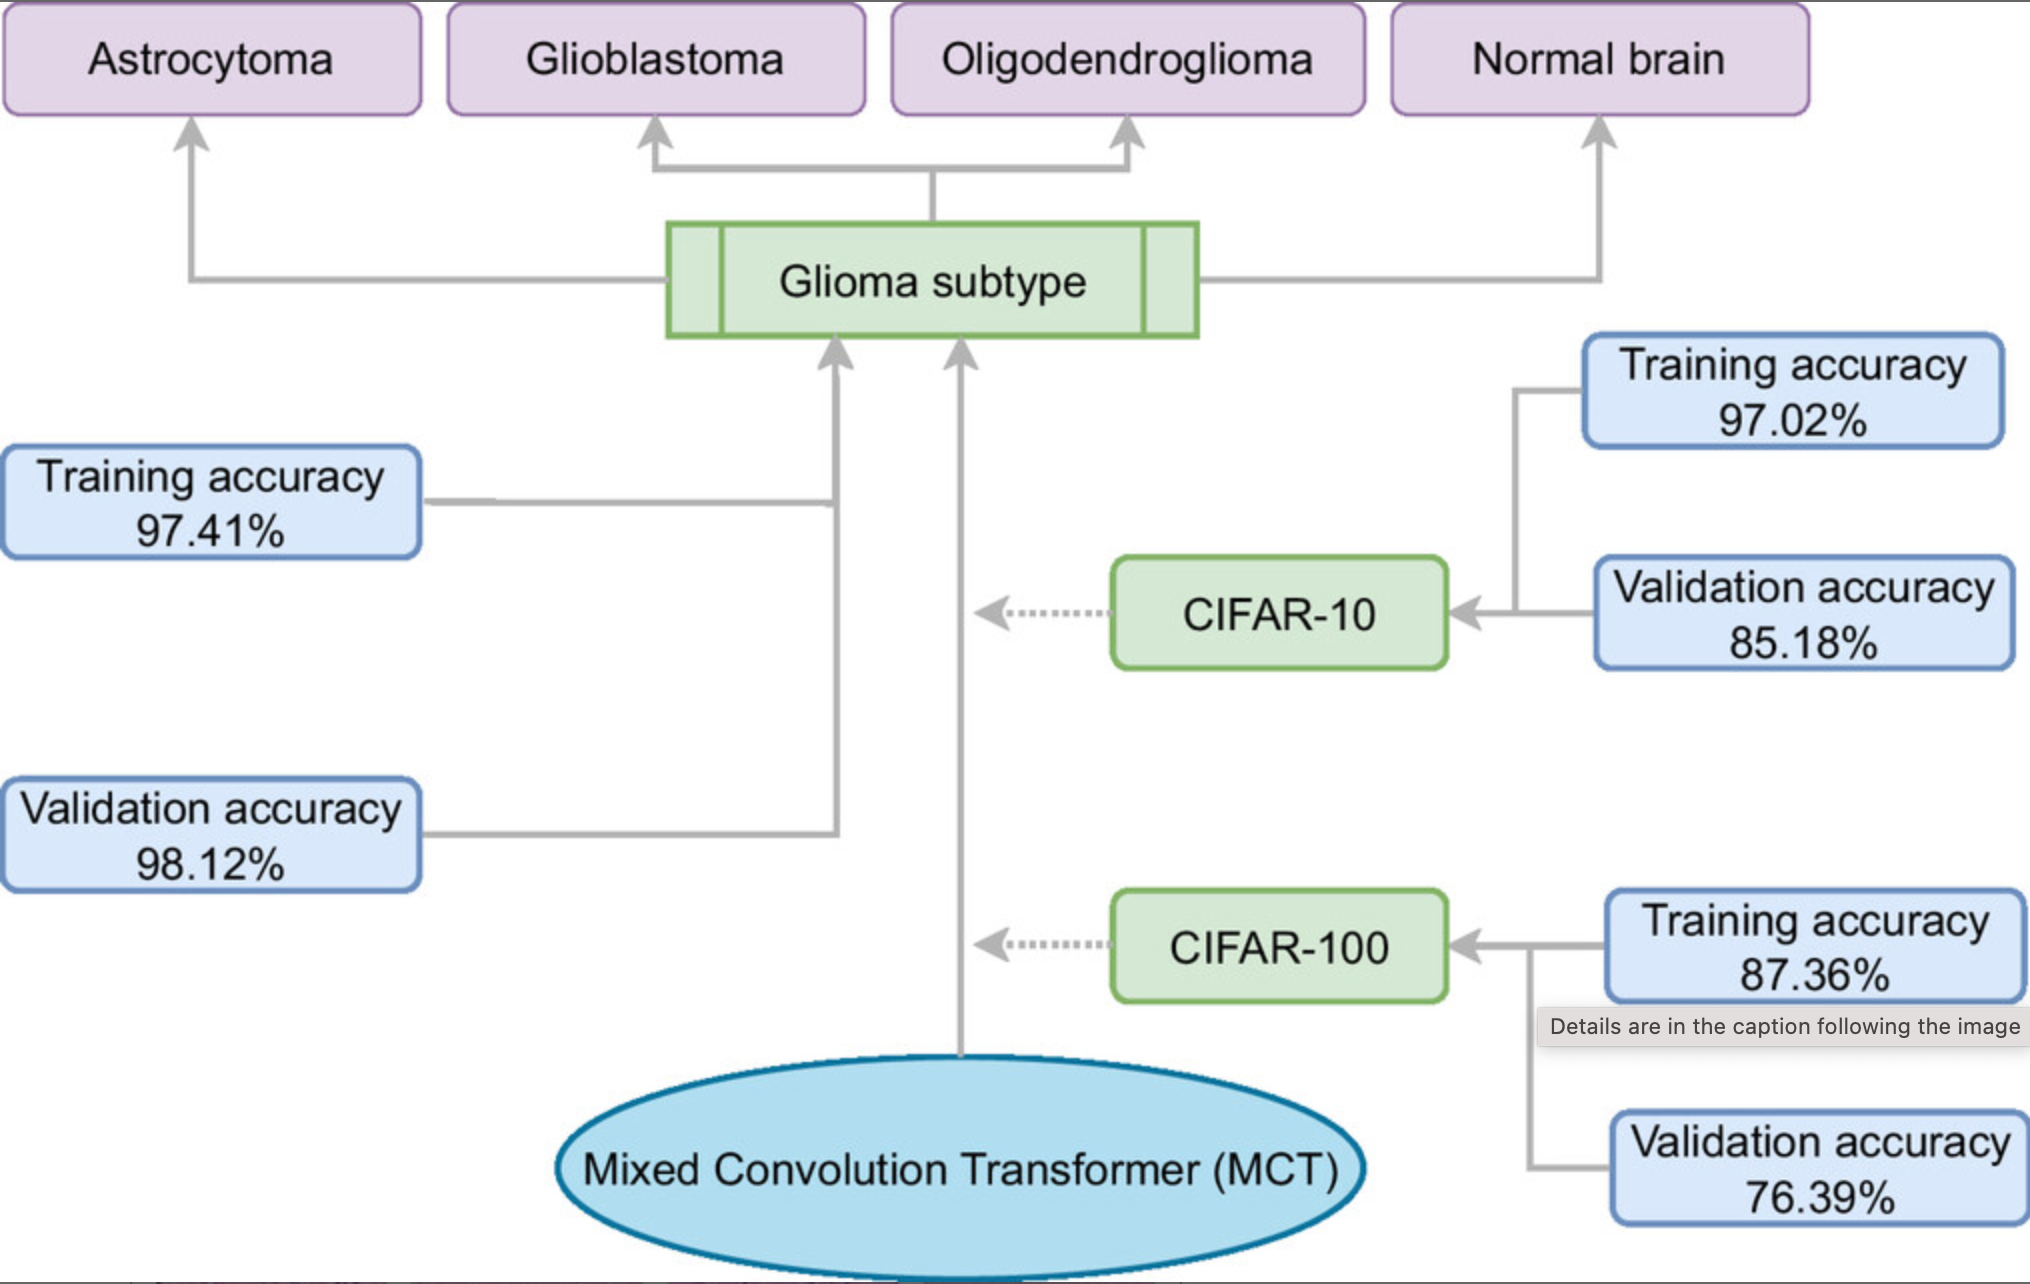 Astrocytoma
Glioblastoma
Oligodendroglioma
Normal brain
Glioma subtype
Training accuracy
97.02%
Training accuracy
97.41%
CIFAR-10
Validation accuracy
85.18%
Validation accuracy
98.12%
CIFAR-100
Training accuracy
87.36%
Details are in the caption following the image
Mixed Convolution Transformer (MCT)
Validation accuracy
76.39%